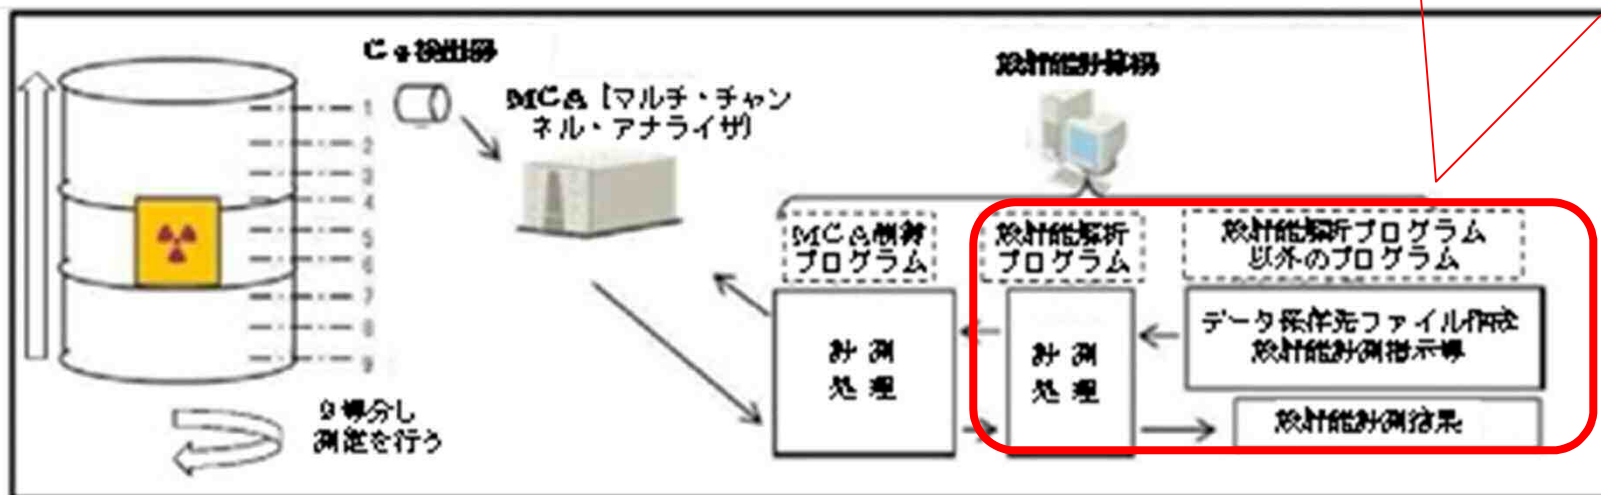 Ge検出器
MCA(マルチ・チャン
ネル・アナライザ)
放射能計算機
1
2
3
4
5
6
7
8
9
9等分し
測定を行う
MCA制御
プログラム
放射能解析
プログラム
放射能解析プログラム
以外のプログラム
計測
処理
計測
処理
データ保存先ファイル作成
放射能計測指示等
放射能計測結果